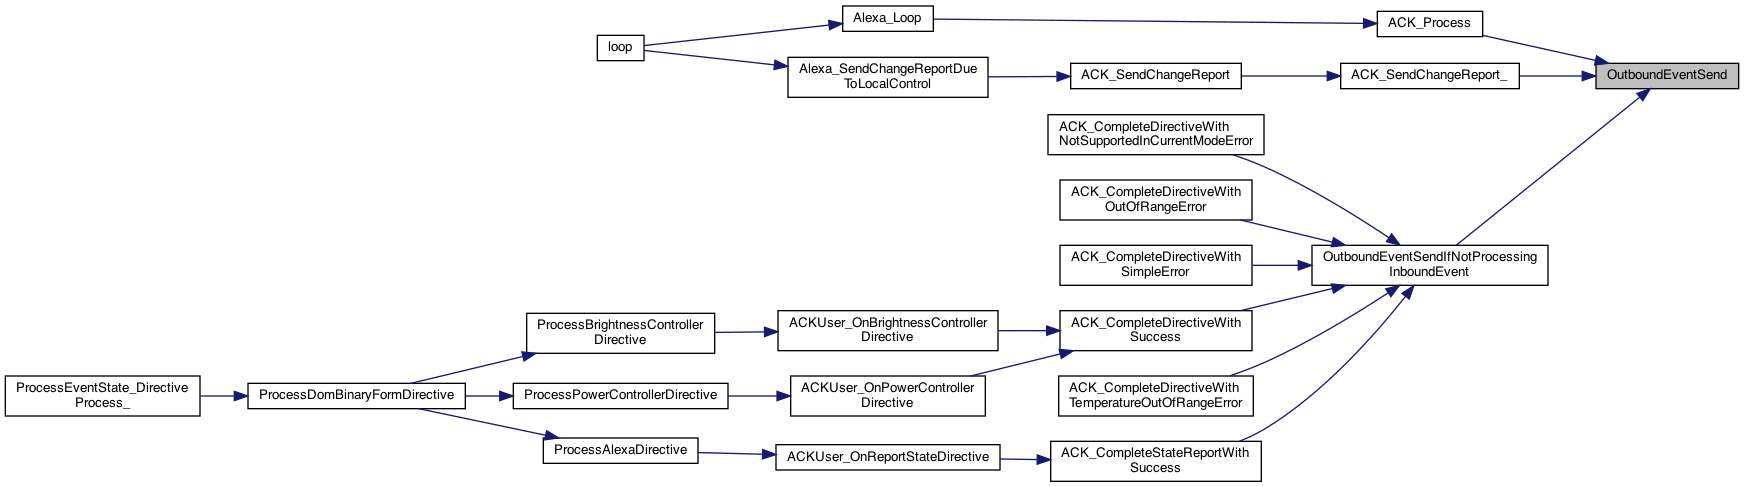 Alexa_Loop
ACK_Process
loop
Alexa_SendChangeReportDue
ToLocalControl
ACK_SendChangeReport
ACK_SendChangeReport_
OutboundEventSend
ACK_CompleteDirectiveWith
NotSupportedInCurrentModeError
ACK_CompleteDirectiveWith
OutOfRangeError
ACK_CompleteDirectiveWith
SimpleError
OutboundEventSendIfNotProcessing
InboundEvent
ProcessBrightnessController
Directive
ACKUser_OnBrightnessController
Directive
ACK_CompleteDirectiveWith
Success
ProcessEventState_Directive
Process_
ProcessDomBinaryFormDirective
ProcessPowerControllerDirective
ACKUser_OnPowerController
Directive
ACK_CompleteDirectiveWith
TemperatureOutOfRangeError
ProcessAlexaDirective
ACKUser_OnReportStateDirective
ACK_CompleteStateReportWith
Success